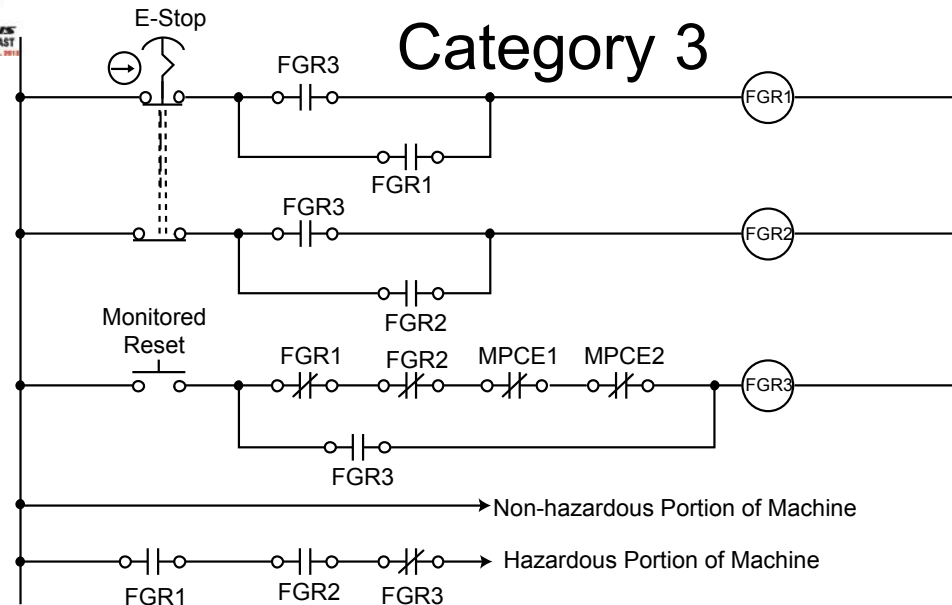 E-Stop
Category 3
AST
FGR3
FGR1
FGR1
FGR3
FGR2
FGR2
Monitored
Reset
FGR1
FGR2
MPCE1
MPCE2
FGR3
FGR3
Non-hazardous Portion of Machine
Hazardous Portion of Machine
FGR1
FGR2
FGR3